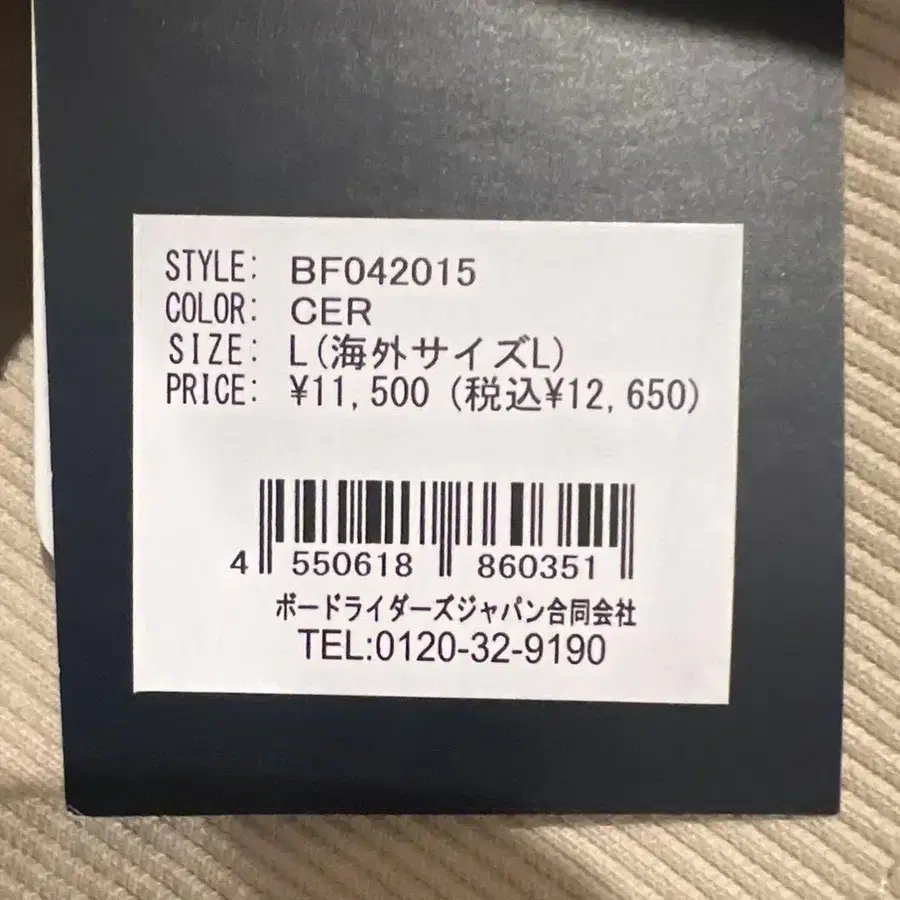 STYLE: BF042015
COLOR: CER
SIZE: L(海外サイズL)
PRICE: ¥11,500 (税込¥12,650)
4 550618 860351
ボードライダーズジャパン合同会社
TEL:0120-32-9190